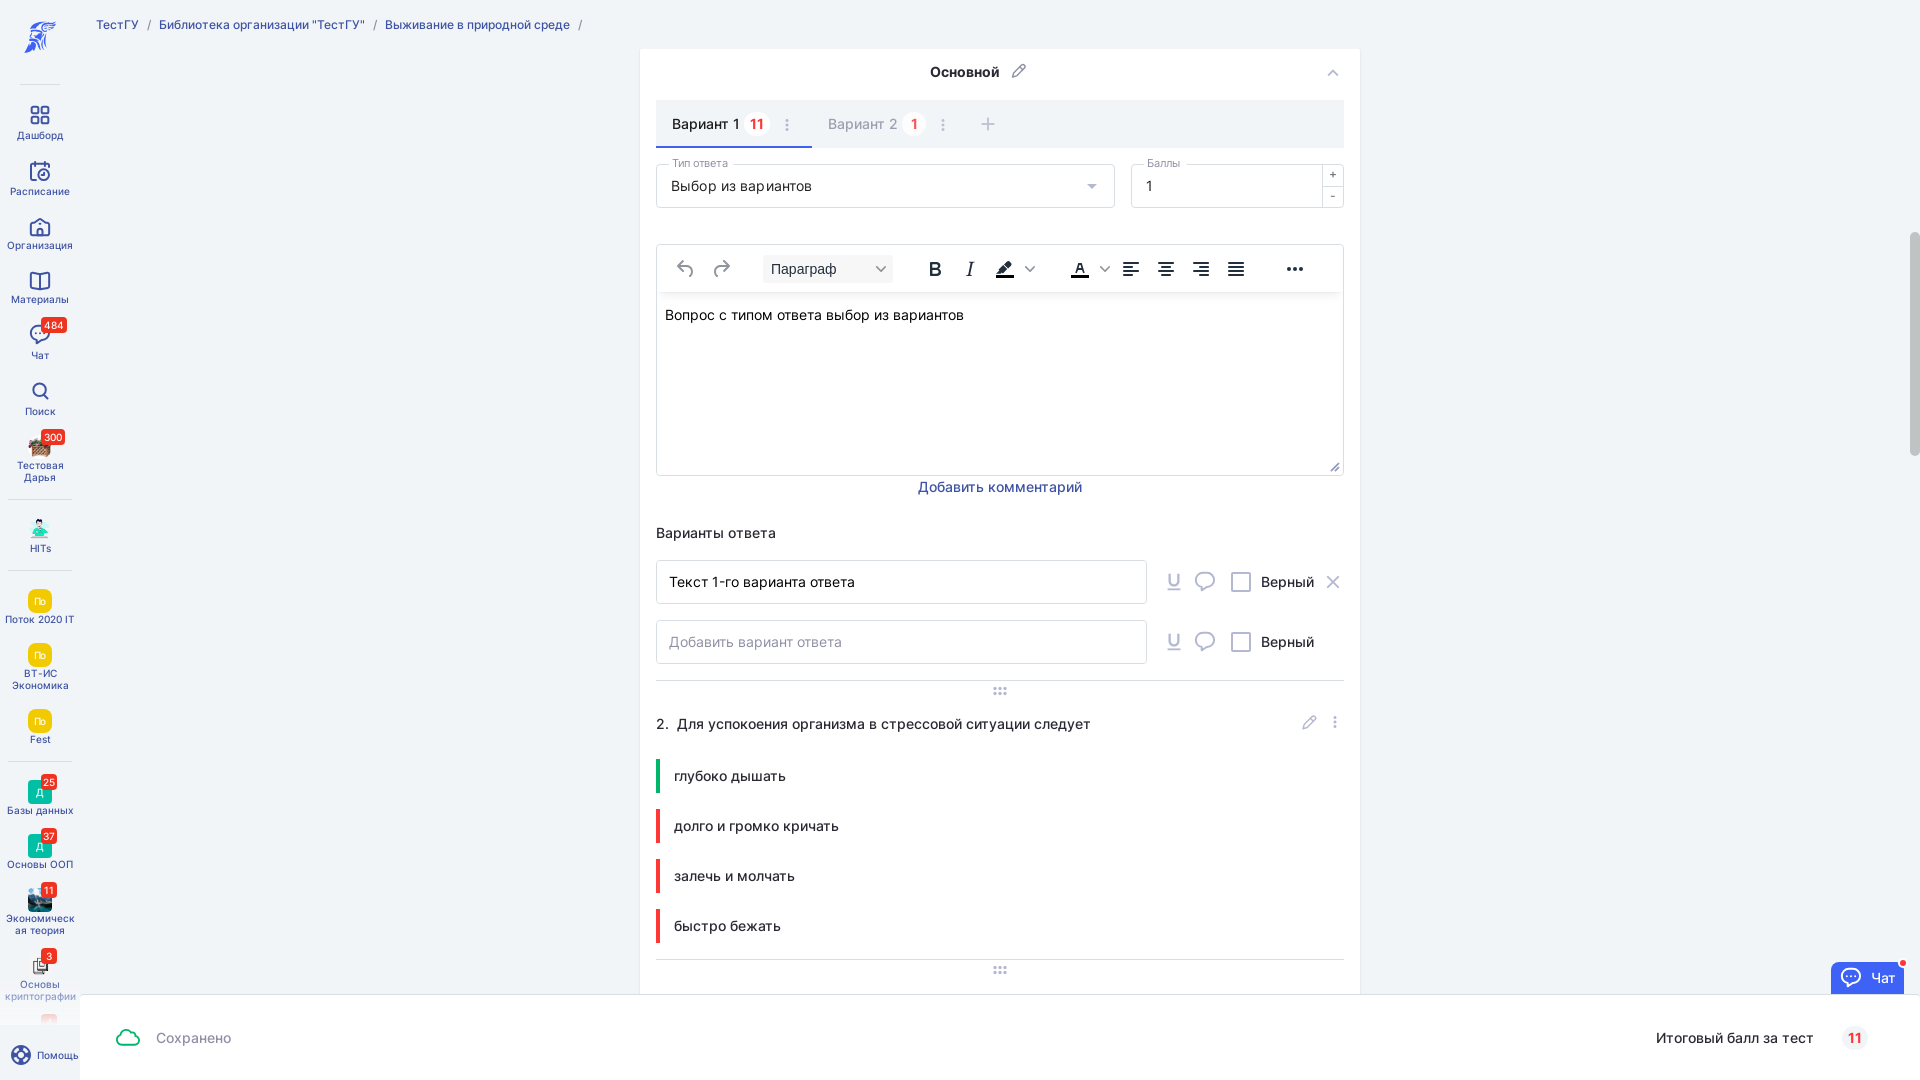 ТестГУ / Библиотека организации "ТестГУ" / Выживание в природной среде /
Основной
Вариант 1 11 Вариант 2 1
Тип ответа
Выбор из вариантов
Баллы
1
+
-
Параграф
Вопрос с типом ответа выбор из вариантов
Добавить комментарий
Варианты ответа
Текст 1-го варианта ответа
Верный
Добавить вариант ответа
Верный
2. Для успокоения организма в стрессовой ситуации следует
глубоко дышать
долго и громко кричать
залечь и молчать
быстро бежать
Дашборд
Расписание
Организация
Материалы
484
Чат
Поиск
300
Тестовая
Дарья
HITs
По
Поток 2020 IT
По
ВТ-ИС
Экономика
По
Fest
25
Д
Базы данных
37
Д
Основы ООП
11
Экономическ
ая теория
3
Основы
криптографии
Помощь
Сохранено
Чат
Итоговый балл за тест 11